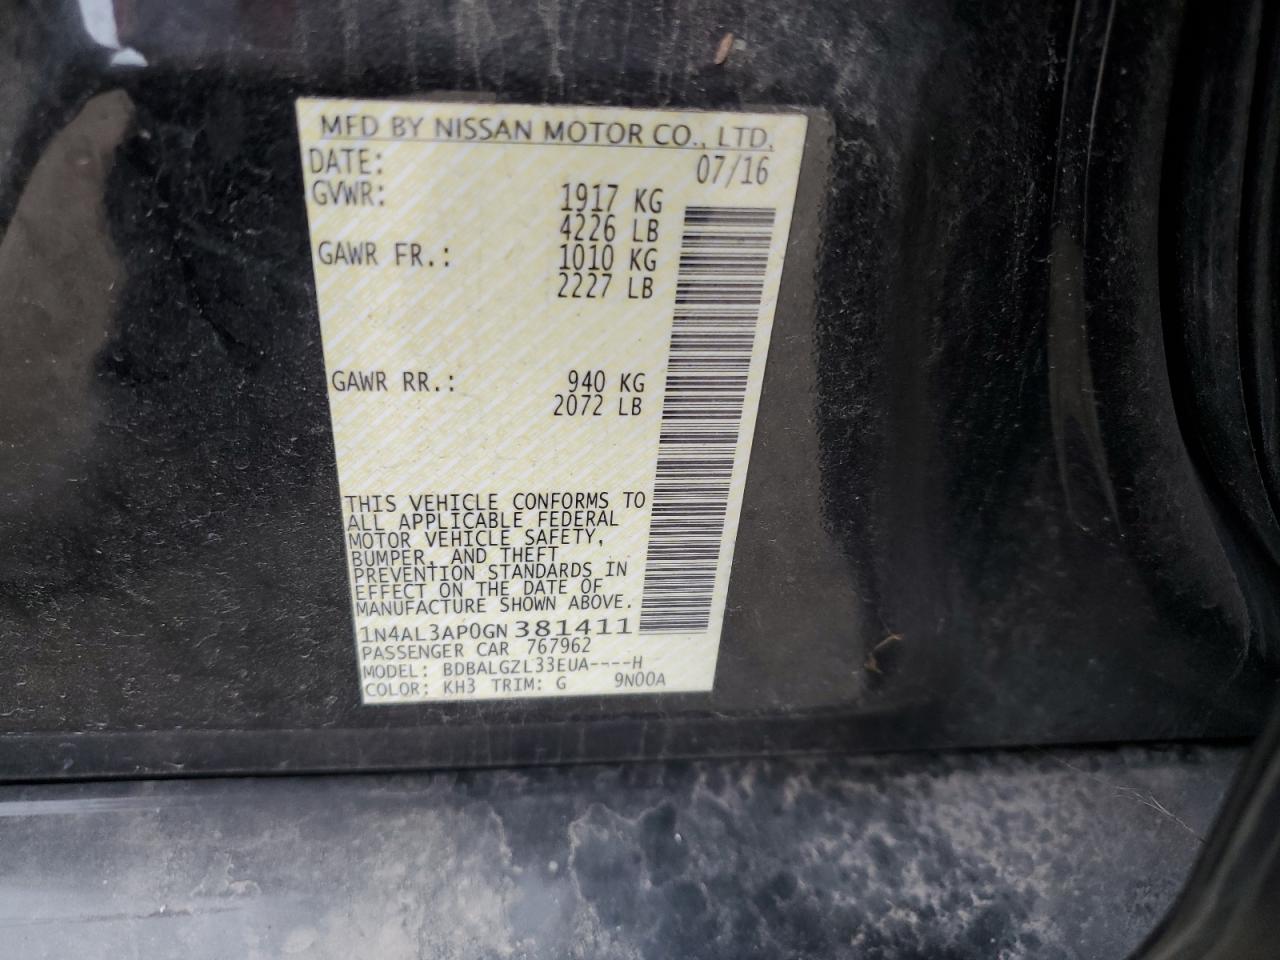 MFD BY NISSAN MOTOR CO., LTD.
DATE: 07/16
GVWR: 1917 KG
4226 LB
GAWR FR.: 1010 KG
2227 LB
GAWR RR.: 940 KG
2072 LB
THIS VEHICLE CONFORMS TO
ALL APPLICABLE FEDERAL
MOTOR VEHICLE SAFETY,
BUMPER, AND THEFT
PREVENTION STANDARDS IN
EFFECT ON THE DATE OF
MANUFACTURE SHOWN ABOVE.
1N4AL3AP0GN381411
PASSENGER CAR 767962
MODEL: BDBALGZL33EUA----H
COLOR: KH3 TRIM: G 9N00A